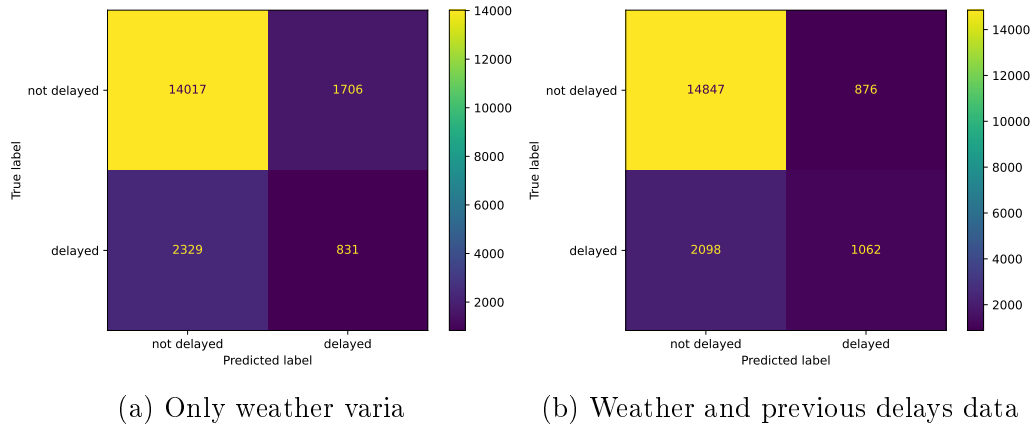 14000
not delayed
14017
1706
12000
10000
8000
True label
6000
delayed
2329
831
4000
2000
not delayed
delayed
Predicted label
(a) Only weather varia
14000
not delayed
14847
876
12000
10000
8000
True label
6000
delayed
2098
1062
4000
2000
not delayed
delayed
Predicted label
(b) Weather and previous delays data